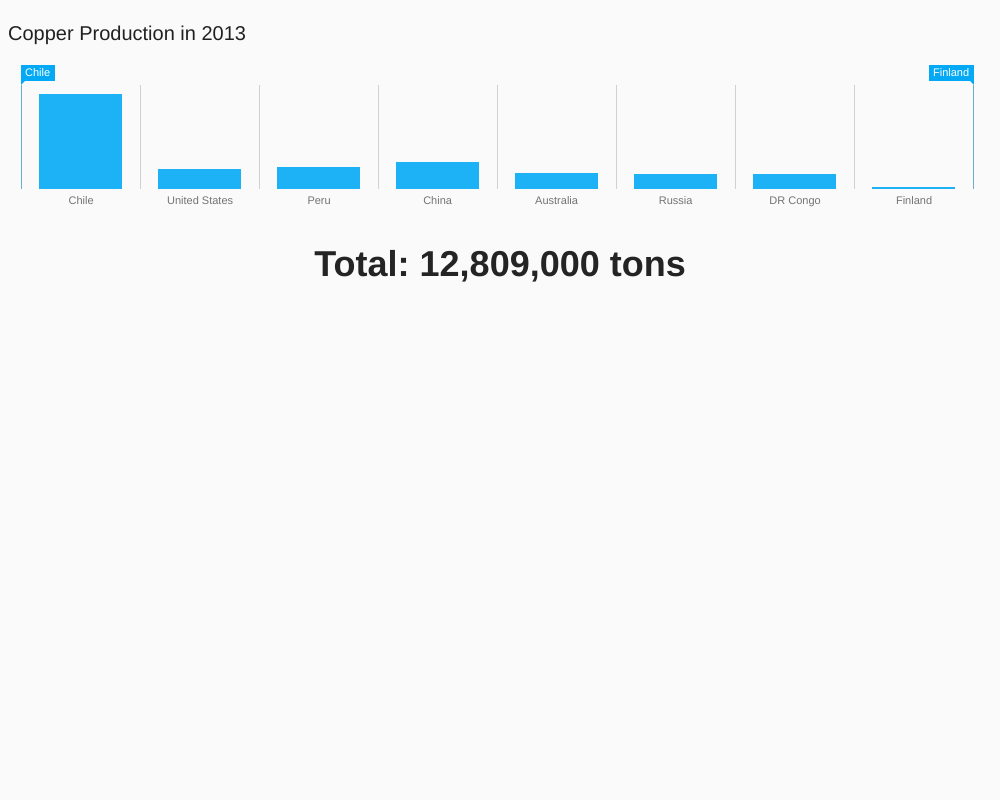 Copper Production in 2013
Chile Finland
Chile United States Peru China Australia Russia DR Congo Finland
Total: 12,809,000 tons